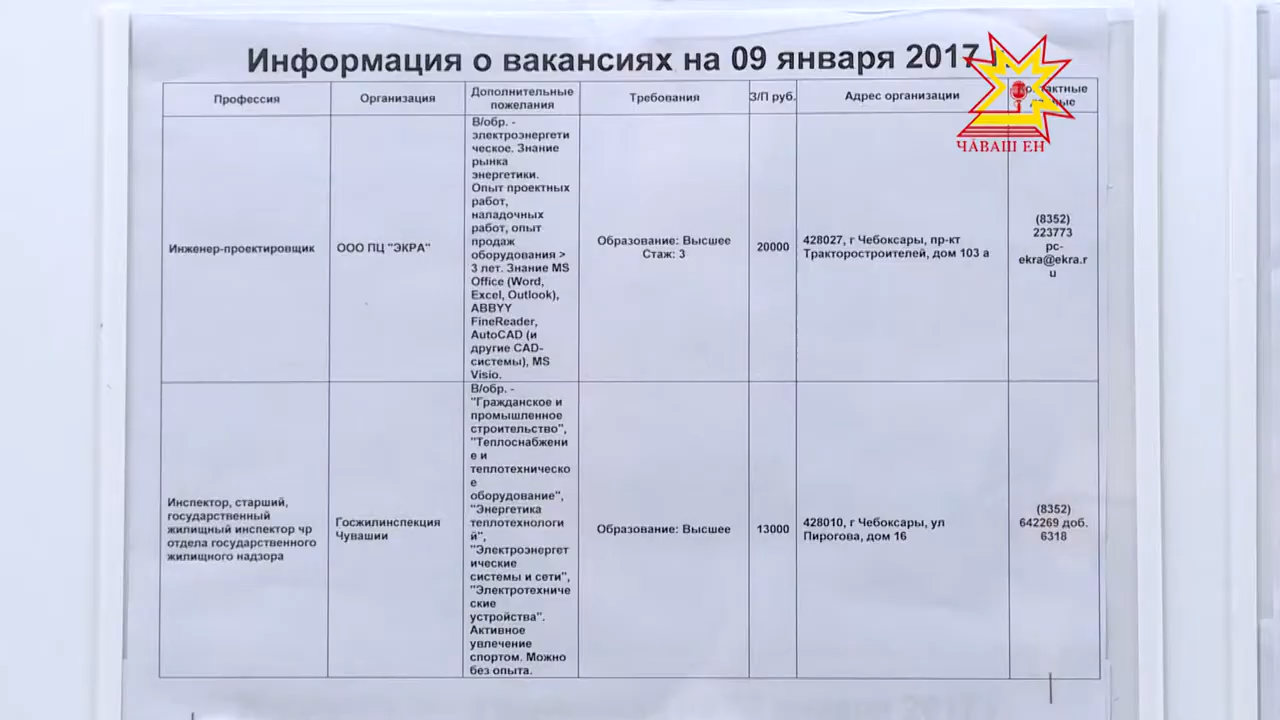 Информация о вакансиях на 09 января 2017
Профессия
Организация
Дополнительные
пожелания
Требования
З/П руб.
Адрес организации
ЧӐВАШ ЕН
Инженер-проектировщик
ООО ПЦ "ЭКРА"
В/обр. -
электроэнергети
ческое. Знание
рынка
энергетики.
Опыт проектных
работ,
наладочных
работ, опыт
продаж
оборудования >
3 лет. Знание MS
Office (Word,
Excel, Outlook),
ABBYY
FineReader,
AutoCAD (и
другие CAD-
системы), MS
Visio.
Образование: Высшее
Стаж: 3
20000
428027, г Чебоксары, пр-кт
Тракторостроителей, дом 103 а
(8352)
223773
pc-
ekra@ekra.r
u
Инспектор, старший,
государственный
жилищный инспектор чр
отдела государственного
жилищного надзора
Госжилинспекция
Чувашии
В/обр. -
"Гражданское и
промышленное
строительство",
"Теплоснабжени
е и
теплотехническо
е
оборудование",
"Энергетика
теплотехнологи
й",
"Электроэнергет
ические
системы и сети",
"Электротехниче
ские
устройства".
Активное
увлечение
спортом. Можно
без опыта.
Образование: Высшее
13000
428010, г Чебоксары, ул
Пирогова, дом 16
(8352)
642269 доб.
6318